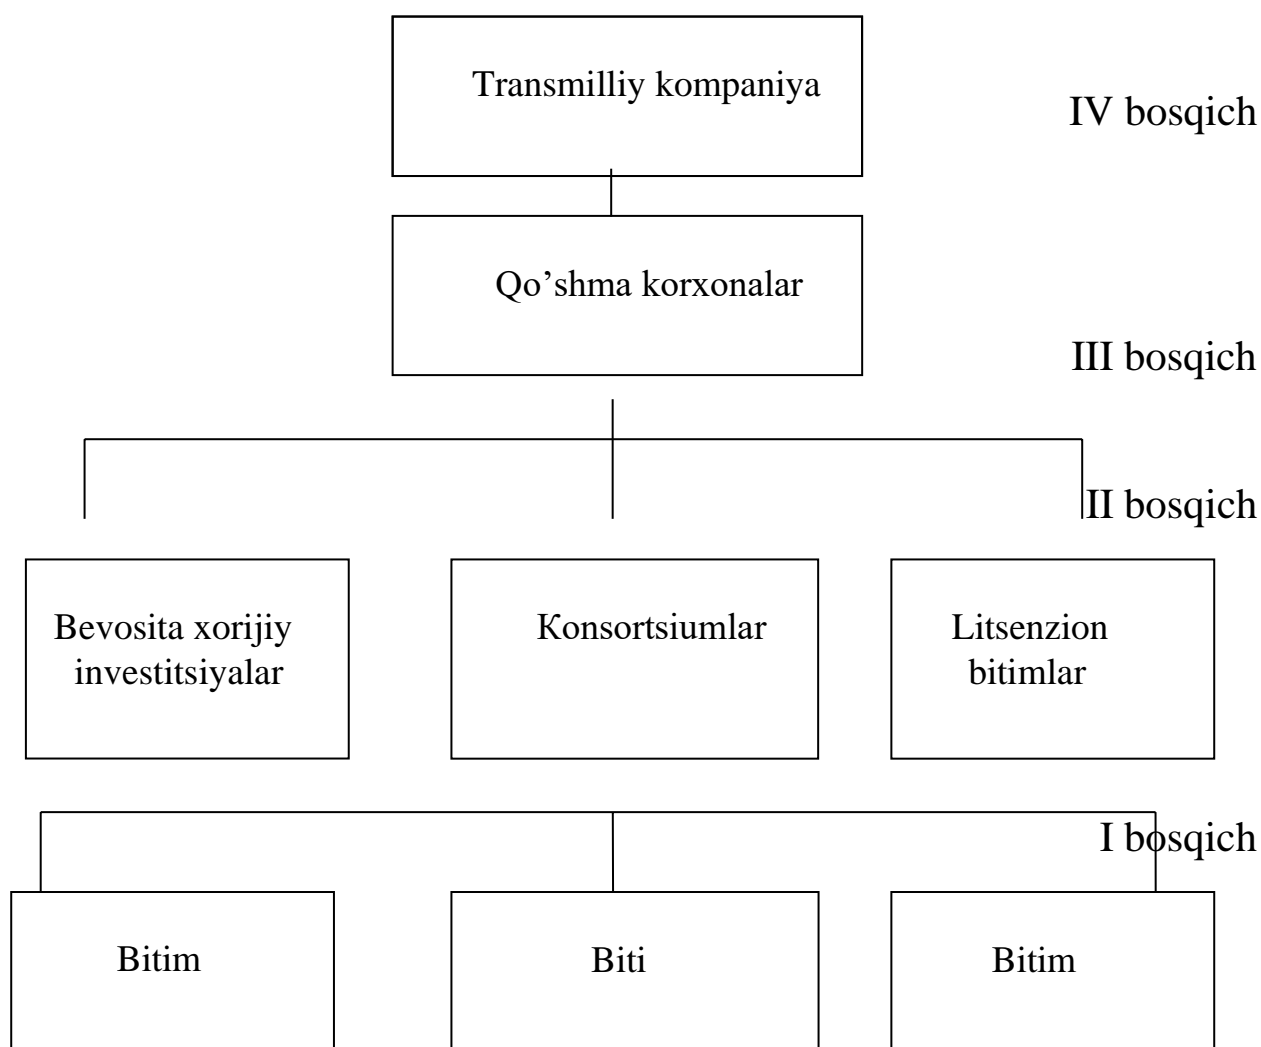 Transmilliy kompaniya
IV bosqich
Qo’shma korxonalar
III bosqich
II bosqich
Bevosita xorijiy
investitsiyalar
Konsortsiumlar
Litsenzion
bitimlar
I bosqich
Bitim
Biti
Bitim